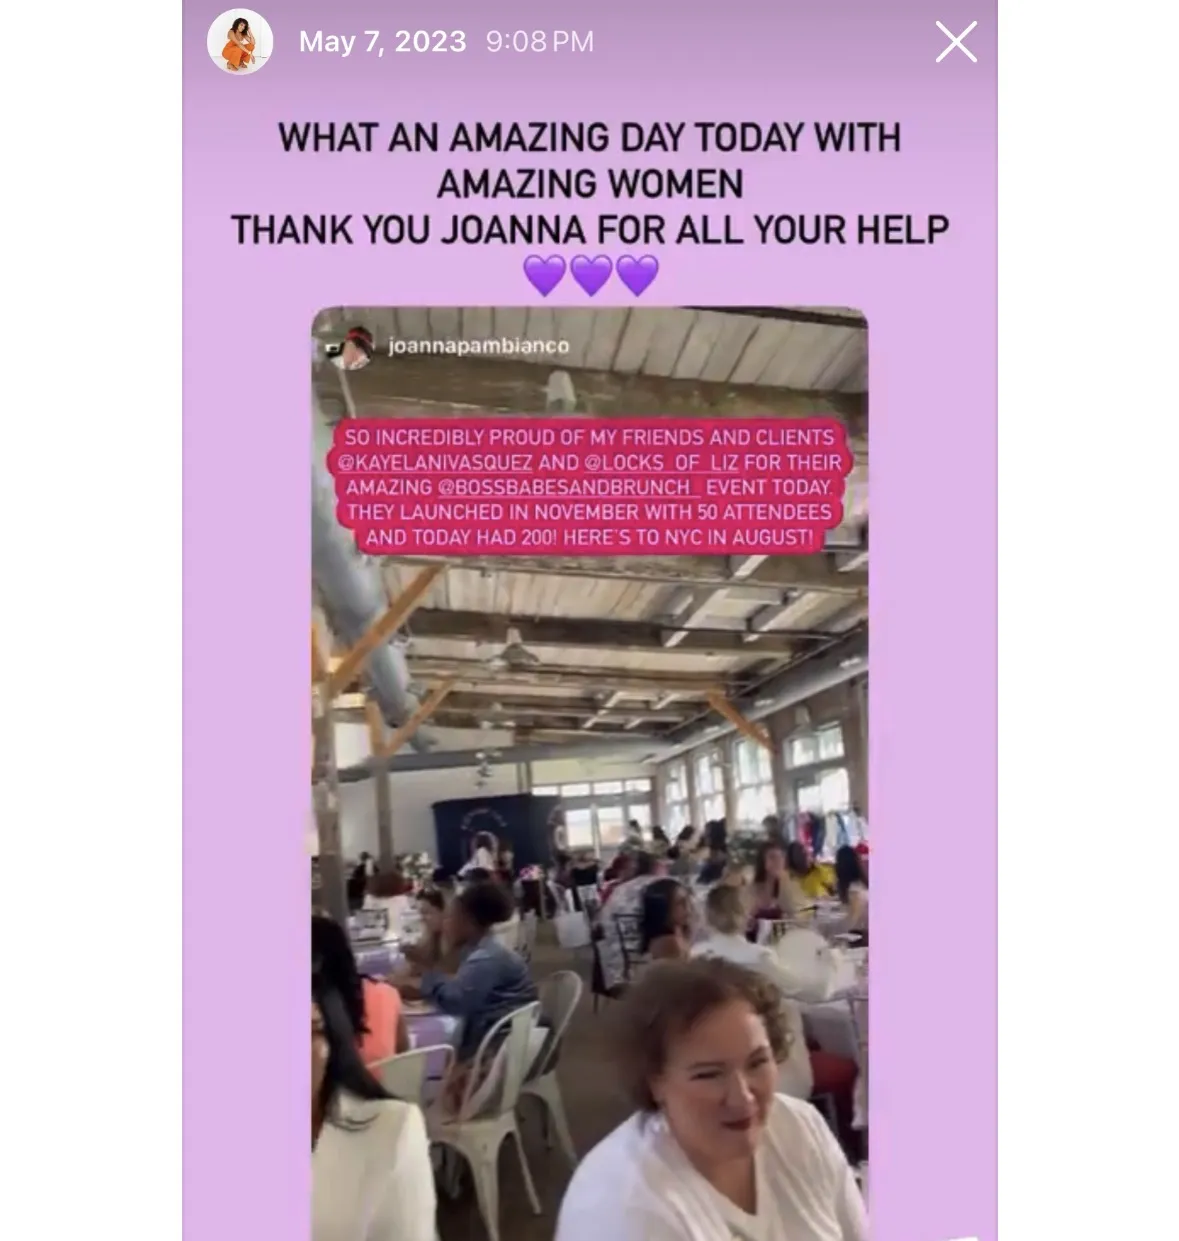 May 7, 2023 9:08 PM
WHAT AN AMAZING DAY TODAY WITH
AMAZING WOMEN
THANK YOU JOANNA FOR ALL YOUR HELP
💜💜💜
joannapambianco
SO INCREDIBLY PROUD OF MY FRIENDS AND CLIENTS
@KAYELANIVASQUEZ AND @LOCKS_OF_LIZ FOR THEIR
AMAZING @BOSSBABESANDBRUNCH_ EVENT TODAY.
THEY LAUNCHED IN NOVEMBER WITH 50 ATTENDEES
AND TODAY HAD 200! HERE'S TO NYC IN AUGUST!